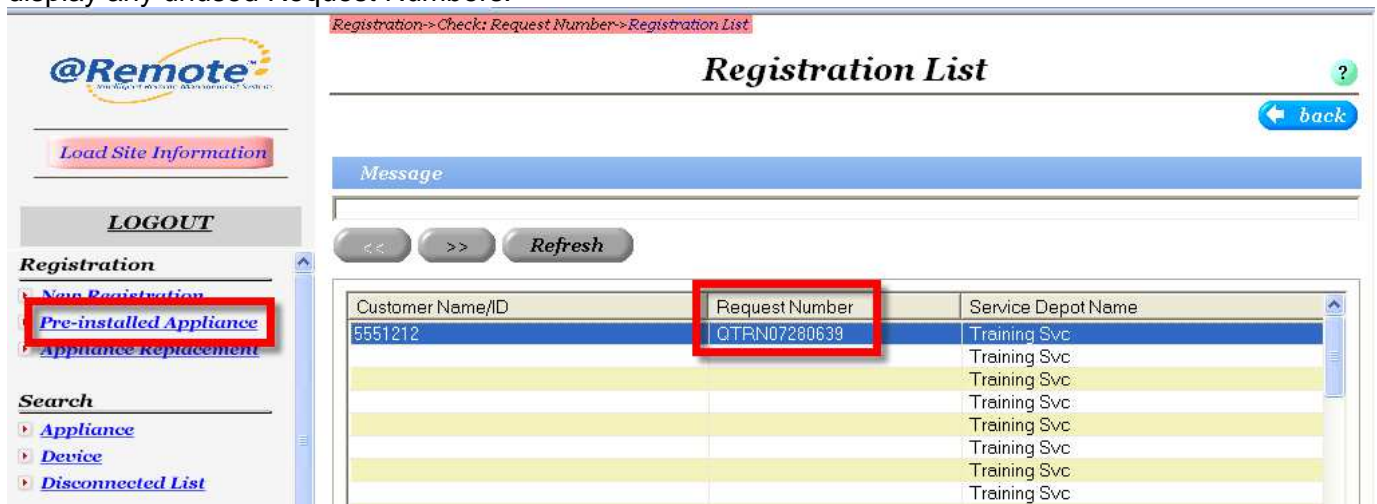 display any unused Request Numbers.
Registration->Check: Request Number->Registration List
@Remote™
Registration List
?
back
Load Site Information
Message
LOGOUT
<< >> Refresh
Registration
New Registration
Pre-installed Appliance
Appliance Replacement
Customer Name/ID Request Number Service Depot Name
5551212 QTRN07280639 Training Svc
Training Svc
Training Svc
Training Svc
Training Svc
Training Svc
Training Svc
Training Svc
Search
Appliance
Device
Disconnected List